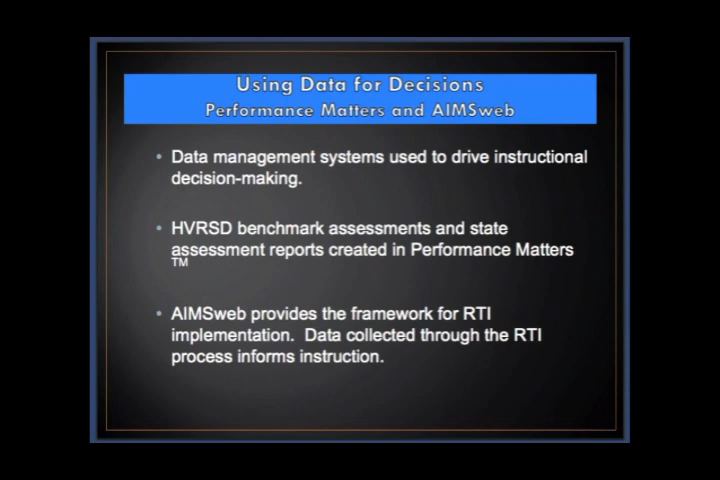 Using Data for Decisions
Performance Matters and AIMSweb
• Data management systems used to drive instructional
decision-making.
• HVRSD benchmark assessments and state
assessment reports created in Performance Matters
TM
• AIMSweb provides the framework for RTI
implementation.  Data collected through the RTI
process informs instruction.